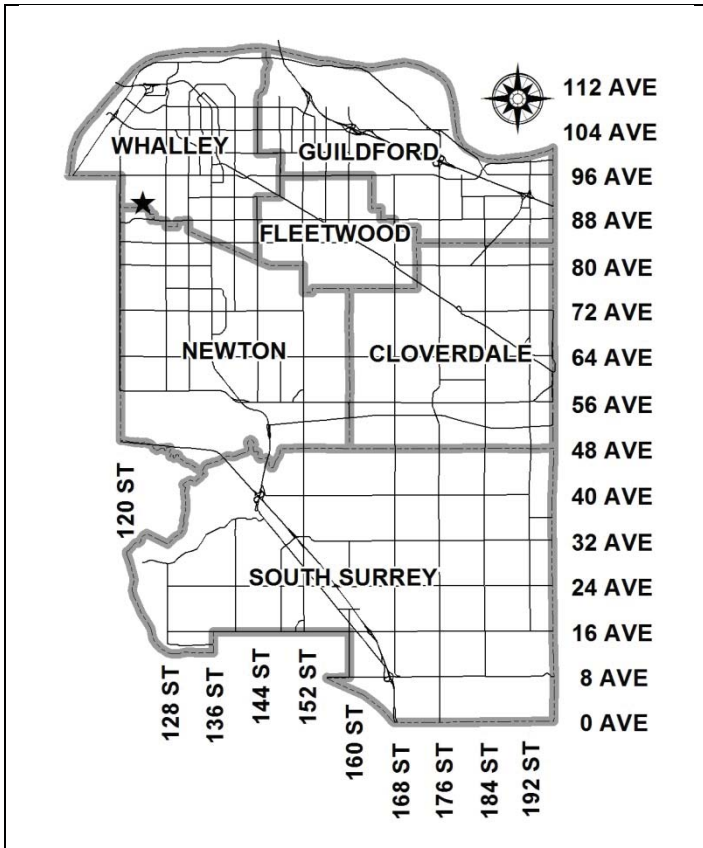 112 AVE
104 AVE
WHALLEY
GUILDFORD
96 AVE
88 AVE
FLEETWOOD
80 AVE
72 AVE
NEWTON
CLOVERDALE
64 AVE
56 AVE
48 AVE
120 ST
40 AVE
32 AVE
SOUTH SURREY
24 AVE
16 AVE
128 ST
136 ST
144 ST
152 ST
160 ST
8 AVE
0 AVE
168 ST
176 ST
184 ST
192 ST